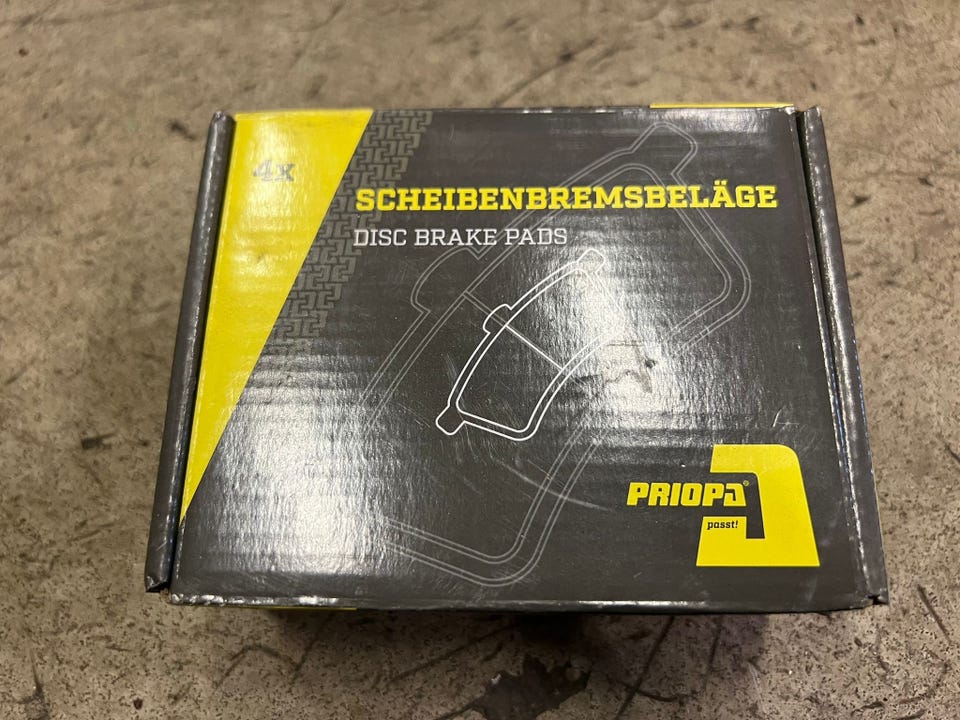 4x
SCHEIBENBREMSBELÄGE
DISC BRAKE PADS
PRIOPA®
passt!